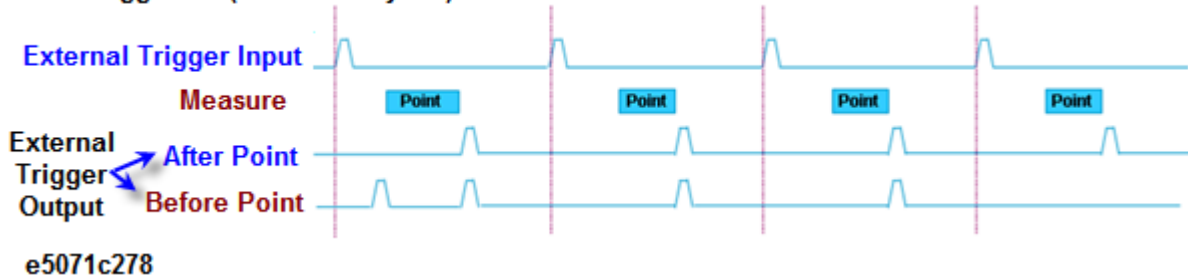 External Trigger Input
Measure
Point Point Point Point
External
Trigger
Output
After Point
Before Point
e5071c278